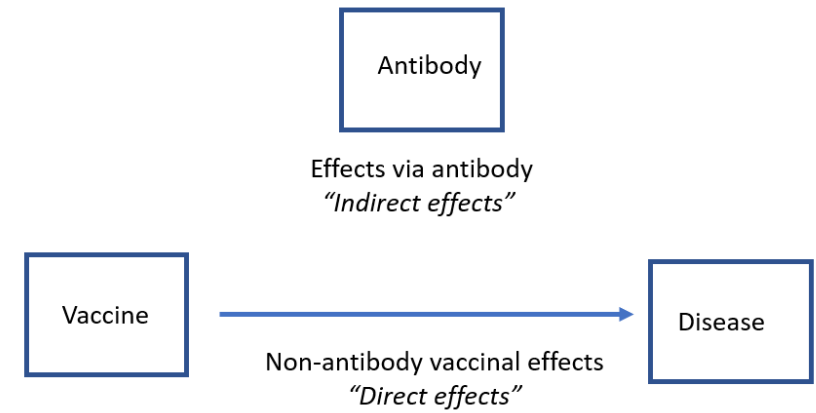 Antibody
Effects via antibody
“Indirect effects”
Vaccine
Disease
Non-antibody vaccinal effects
“Direct effects”